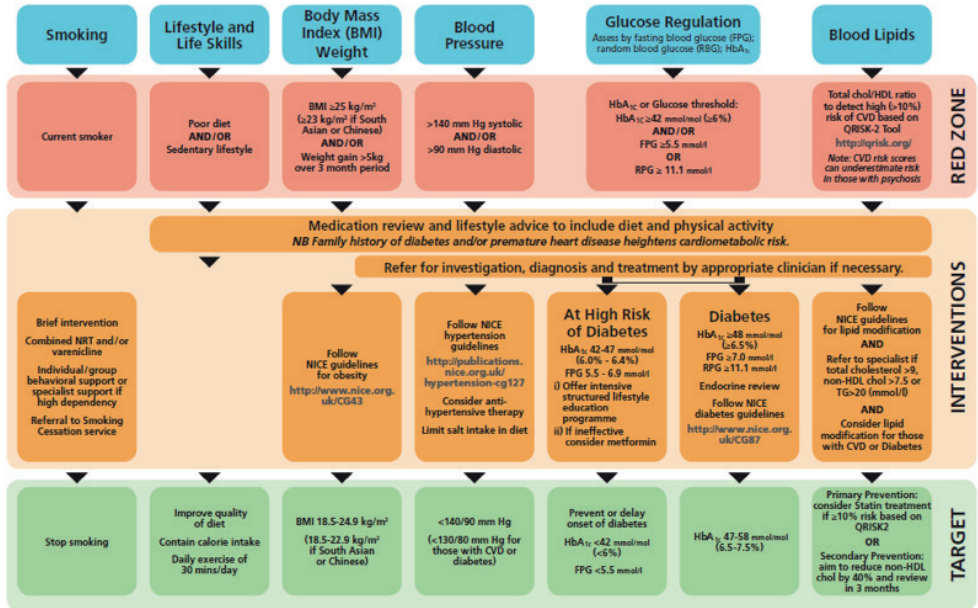 Smoking
Lifestyle and
Life Skills
Body Mass
Index (BMI)
Weight
Blood
Pressure
Glucose Regulation
Assess by fasting blood glucose (FPG);
random blood glucose (RBG); HbA1c
Blood Lipids
Current smoker
Poor diet
AND/OR
Sedentary lifestyle
BMI ≥25 kg/m²
(≥23 kg/m² if South
Asian or Chinese)
AND/OR
Weight gain >5kg
over 3 month period
>140 mm Hg systolic
AND/OR
>90 mm Hg diastolic
HbA1C or Glucose threshold:
HbA1C ≥42 mmol/mol (≥6%)
AND/OR
FPG ≥5.5 mmol/l
OR
RPG ≥ 11.1 mmol/l
Total chol/HDL ratio
to detect high (>10%)
risk of CVD based on
QRISK-2 Tool
http://qrisk.org/
Note: CVD risk scores
can underestimate risk
in those with psychosis
RED ZONE
Medication review and lifestyle advice to include diet and physical activity
NB Family history of diabetes and/or premature heart disease heightens cardiometabolic risk.
Refer for investigation, diagnosis and treatment by appropriate clinician if necessary.
Brief intervention
Combined NRT and/or
varenicline
Individual/group
behavioral support or
specialist support if
high dependency
Referral to Smoking
Cessation service
Follow
NICE guidelines
for obesity
http://www.nice.org.
uk/CG43
Follow NICE
hypertension
guidelines
http://publications.
nice.org.uk/
hypertension-cg127
Consider anti-
hypertensive therapy
Limit salt intake in diet
At High Risk
of Diabetes
HbA1c 42-47 mmol/mol
(6.0% - 6.4%)
FPG 5.5 - 6.9 mmol/l
i) Offer intensive
structured lifestyle
education
programme
ii) If ineffective
consider metformin
Diabetes
HbA1c ≥48 mmol/mol
(≥6.5%)
FPG ≥7.0 mmol/l
RPG ≥11.1 mmol/l
Endocrine review
Follow NICE
diabetes guidelines
http://www.nice.org.
uk/CG87
Follow
NICE guidelines
for lipid modification
AND
Refer to specialist if
total cholesterol >9,
non-HDL chol >7.5 or
TG>20 (mmol/l)
AND
Consider lipid
modification for those
with CVD or Diabetes
INTERVENTIONS
Stop smoking
Improve quality
of diet
Contain calorie intake
Daily exercise of
30 mins/day
BMI 18.5-24.9 kg/m²
(18.5-22.9 kg/m²
if South Asian
or Chinese)
<140/90 mm Hg
(<130/80 mm Hg for
those with CVD or
diabetes)
Prevent or delay
onset of diabetes
HbA1c <42 mmol/mol
(<6%)
FPG <5.5 mmol/l
HbA1c 47-58 mmol/mol
(6.5-7.5%)
Primary Prevention:
consider Statin treatment
if ≥10% risk based on
QRISK2
OR
Secondary Prevention:
aim to reduce non-HDL
chol by 40% and review
in 3 months
TARGET